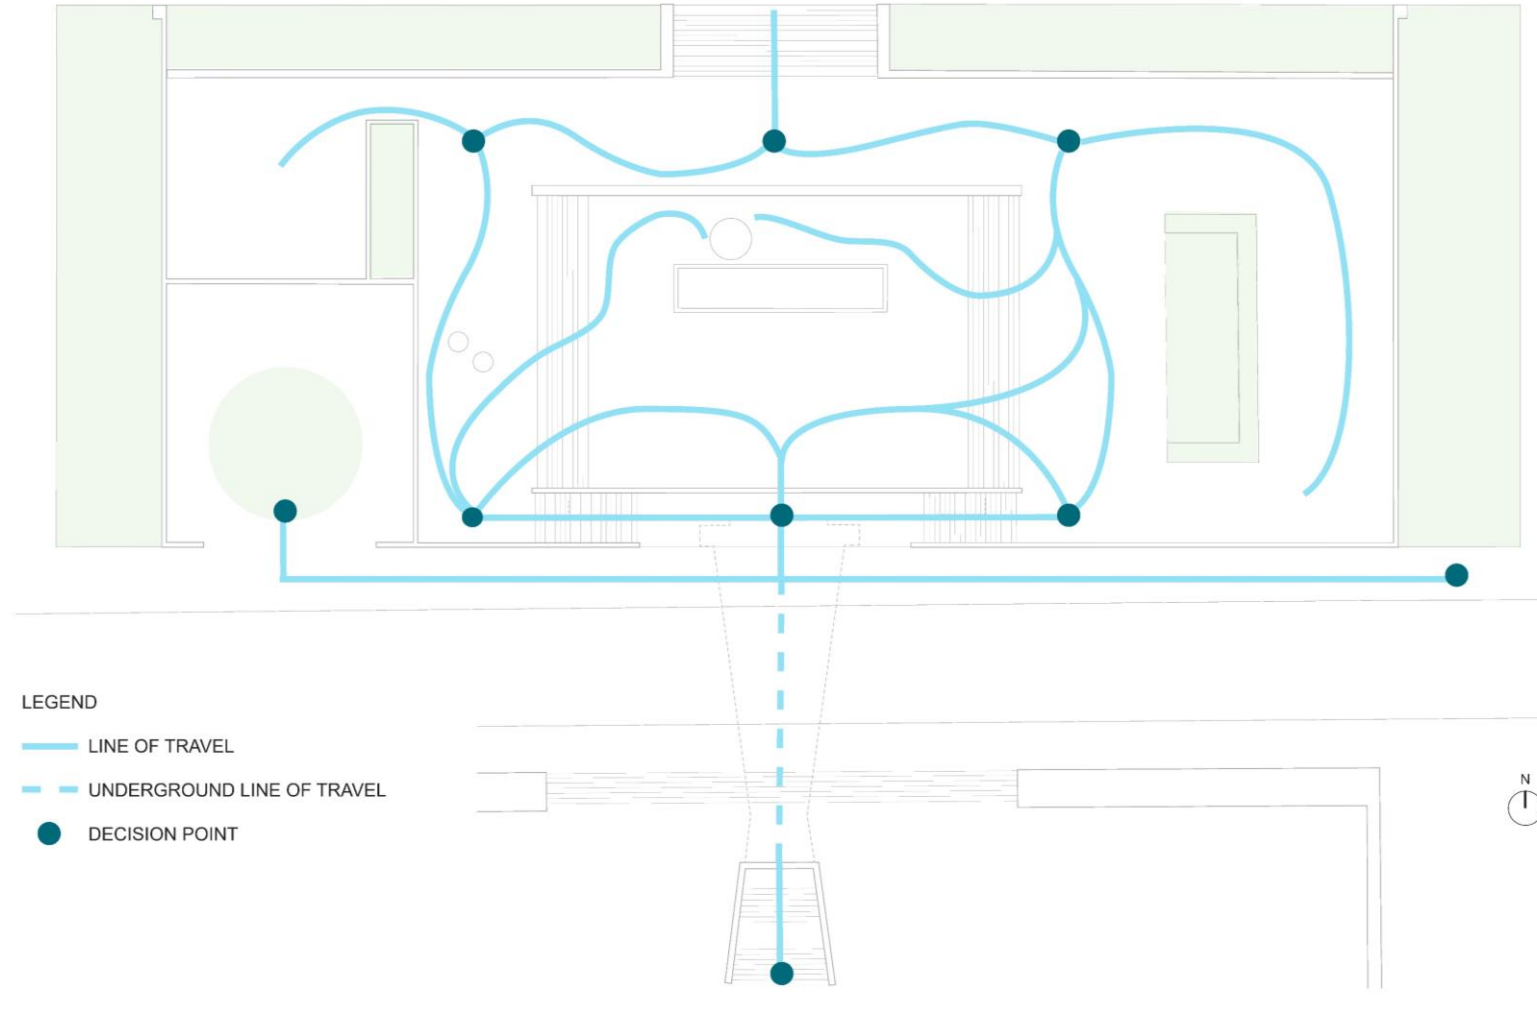 LEGEND
LINE OF TRAVEL
UNDERGROUND LINE OF TRAVEL
DECISION POINT
N